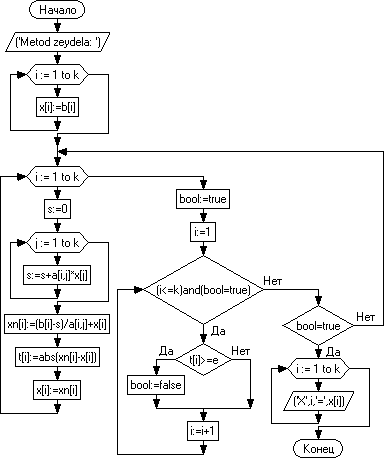 Начало
('Metod zeydela: ')
i := 1 to k
x[i]:=b[i]
i := 1 to k
s:=0
j := 1 to k
s:=s+a[i,j]*x[j]
xn[i]:=(b[i]-s)/a[i,i]+x[i]
t[i]:=abs(xn[i]-x[i])
x[i]:=xn[i]
bool:=true
i:=1
(i<=k)and(bool=true)
Нет
Да
t[i]>=e
Да
Нет
bool:=false
i:=i+1
bool=true
Нет
Да
i := 1 to k
('X',i,'=',x[i])
Конец